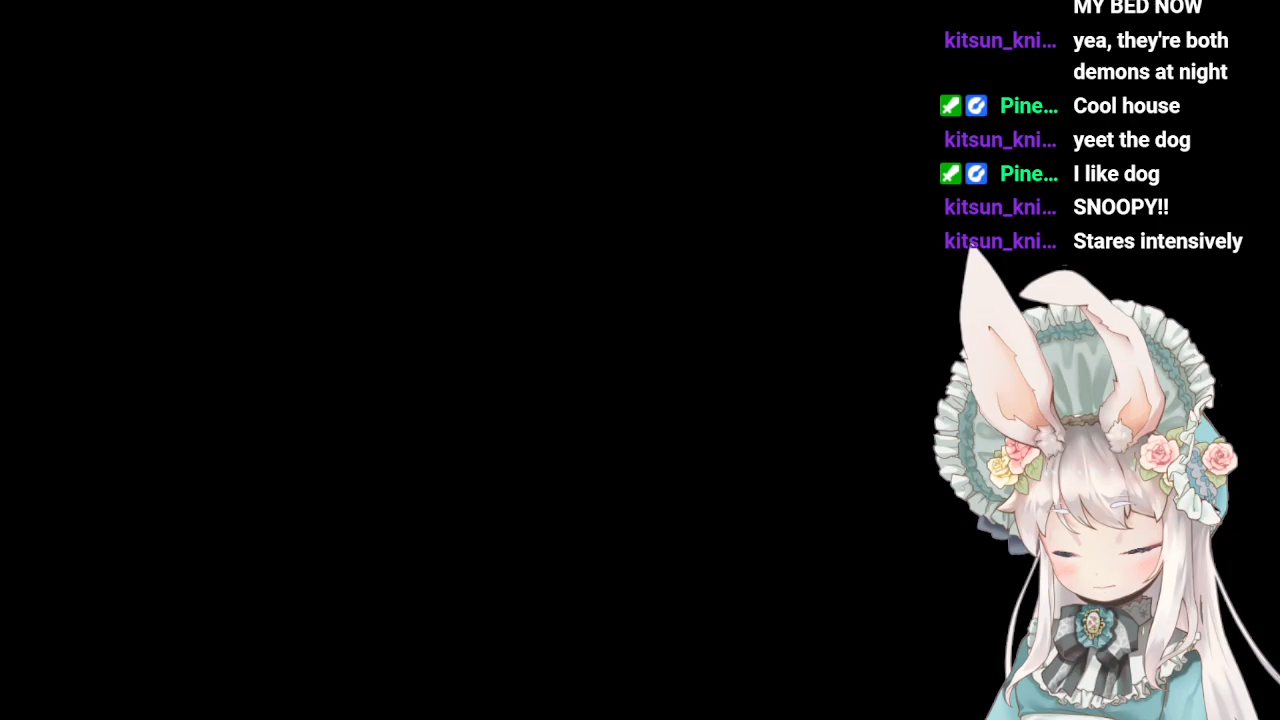 MY BED NOW
kitsun_kni... yea, they're both
demons at night
Pine... Cool house
kitsun_kni... yeet the dog
Pine... I like dog
kitsun_kni... SNOOPY!!
kitsun_kni... Stares intensively